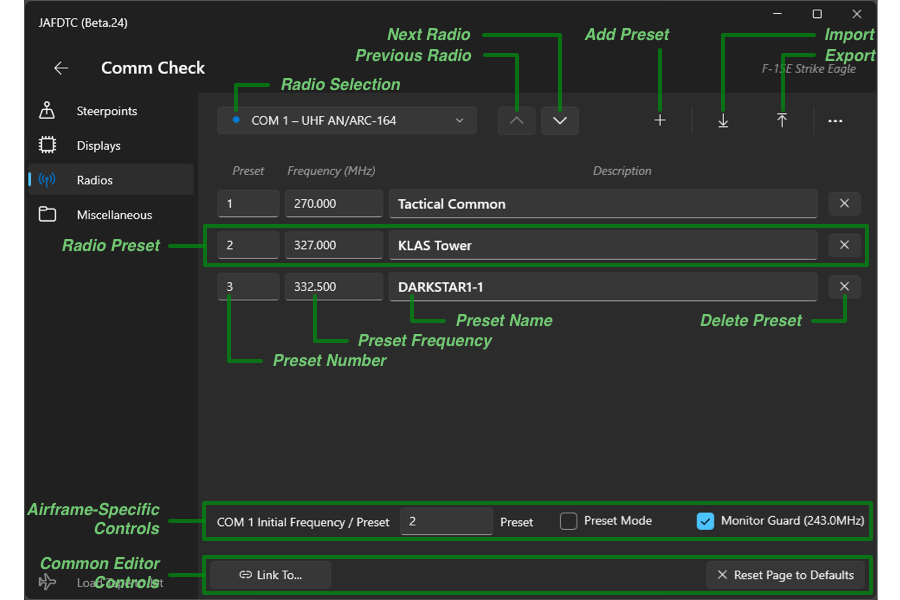 JAFDTC (Beta.24)
Next Radio
Add Preset
Import
Previous Radio
Export
Comm Check
F-15E Strike Eagle
Radio Selection
Steerpoints
COM 1 – UHF AN/ARC-164
Displays
Preset
Frequency (MHz)
Description
Radios
1
270.000
Tactical Common
Miscellaneous
Radio Preset
2
327.000
KLAS Tower
3
332.500
DARKSTAR1-1
Preset Name
Delete Preset
Preset Frequency
Preset Number
Airframe-Specific
Controls
COM 1 Initial Frequency / Preset
2
Preset
Preset Mode
Monitor Guard (243.0MHz)
Common Editor
Controls
Link To...
Reset Page to Defaults